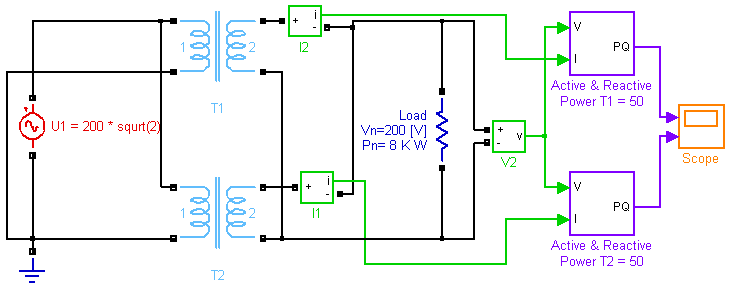 + i
-
I2
1 2
T1
V
I
PQ
Active & Reactive
Power T1 = 50
U1 = 200 * squrt(2)
Load
Vn=200 [V]
Pn= 8 K W
+
-
v
V2
Scope
1 2
T2
+ i
-
I1
V
I
PQ
Active & Reactive
Power T2 = 50